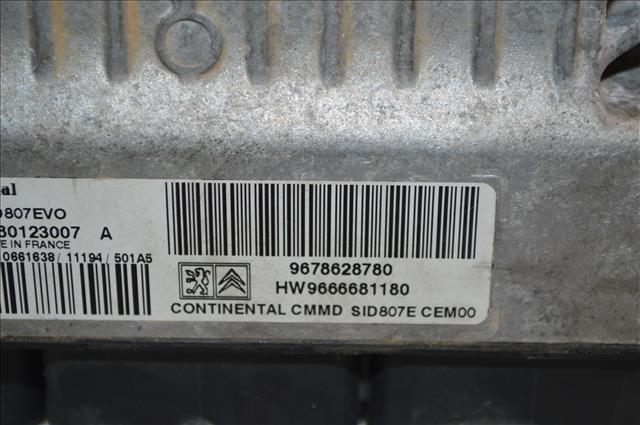 807EVO
80123007 A
IN FRANCE
0661638/ 11194/ 501A5
9678628780
HW9666681180
CONTINENTAL CMMD SID807E CEM00